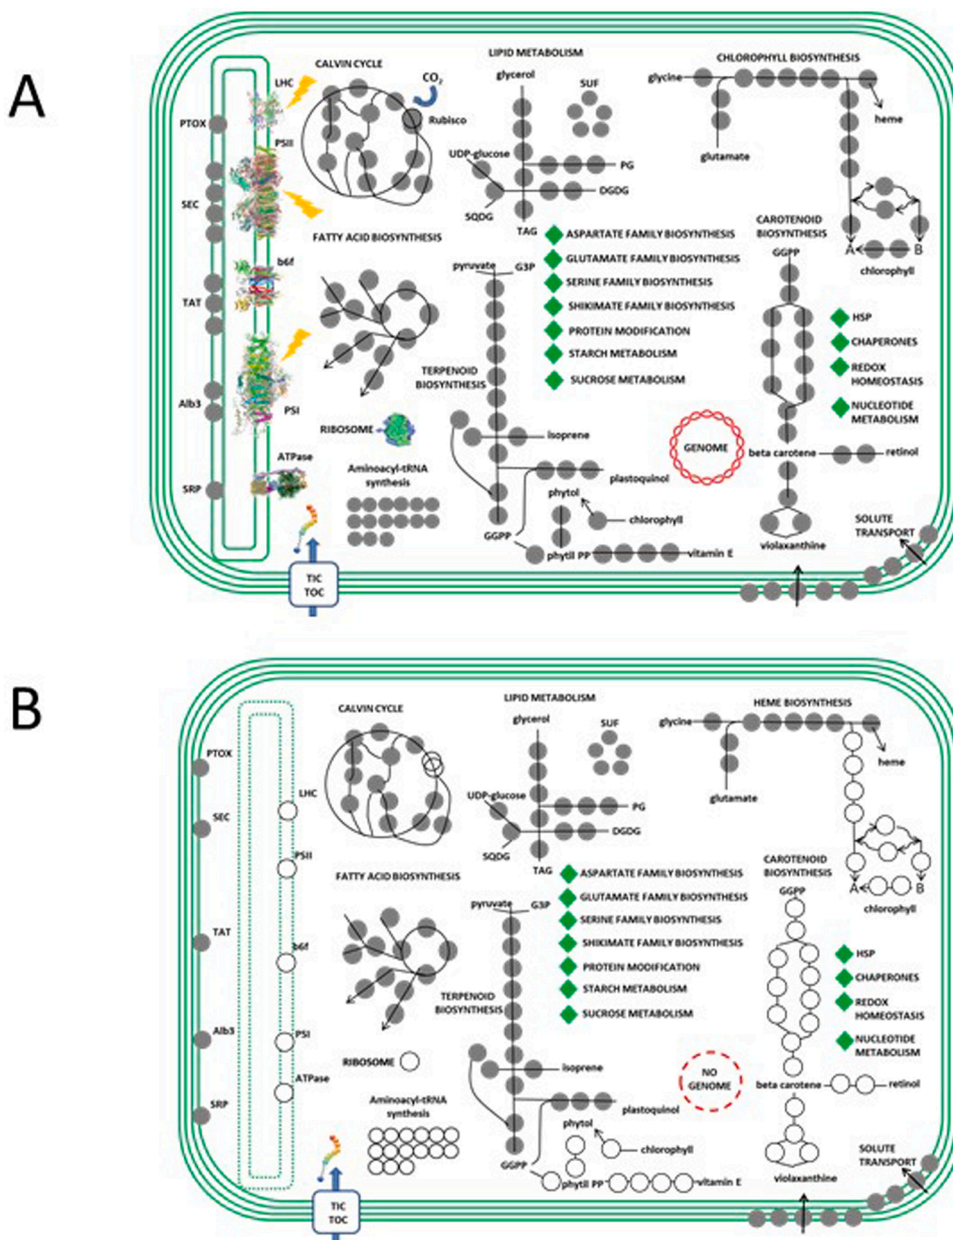 A
CALVIN CYCLE
LIPID METABOLISM
CHLOROPHYLL BIOSYNTHESIS
LHC
CO2
glycerol
SUF
glycine
PTOX
Rubisco
heme
PSII
UDP-glucose
PG
glutamate
DGDG
SEC
SQDG
TAG
FATTY ACID BIOSYNTHESIS
ASPARTATE FAMILY BIOSYNTHESIS
CAROTENOID
BIOSYNTHESIS
A
B
GGPP
chlorophyll
b6f
pyruvate
G3P
GLUTAMATE FAMILY BIOSYNTHESIS
SERINE FAMILY BIOSYNTHESIS
TAT
SHIKIMATE FAMILY BIOSYNTHESIS
HSP
PROTEIN MODIFICATION
CHAPERONES
STARCH METABOLISM
REDOX
HOMEOSTASIS
TERPENOID
BIOSYNTHESIS
SUCROSE METABOLISM
NUCLEOTIDE
METABOLISM
Alb3
PSI
RIBOSOME
isoprene
GENOME
beta carotene
retinol
ATPase
Aminoacyl-tRNA
synthesis
plastoquinol
SRP
phytol
chlorophyll
SOLUTE
TRANSPORT
GGPP
phytil PP
vitamin E
violaxanthine
TIC
TOC
B
CALVIN CYCLE
LIPID METABOLISM
HEME BIOSYNTHESIS
glycerol
SUF
glycine
PTOX
heme
LHC
UDP-glucose
PG
glutamate
SEC
DGDG
PSII
SQDG
TAG
CAROTENOID
BIOSYNTHESIS
FATTY ACID BIOSYNTHESIS
ASPARTATE FAMILY BIOSYNTHESIS
GGPP
A
B
chlorophyll
GLUTAMATE FAMILY BIOSYNTHESIS
pyruvate
G3P
SERINE FAMILY BIOSYNTHESIS
TAT
b6f
SHIKIMATE FAMILY BIOSYNTHESIS
HSP
PROTEIN MODIFICATION
CHAPERONES
STARCH METABOLISM
TERPENOID
BIOSYNTHESIS
REDOX
HOMEOSTASIS
SUCROSE METABOLISM
Alb3
PSI
NUCLEOTIDE
METABOLISM
RIBOSOME
isoprene
NO
GENOME
ATPase
beta carotene
retinol
Aminoacyl-tRNA
synthesis
plastoquinol
SRP
phytol
chlorophyll
SOLUTE
TRANSPORT
GGPP
phytil PP
vitamin E
violaxanthine
TIC
TOC